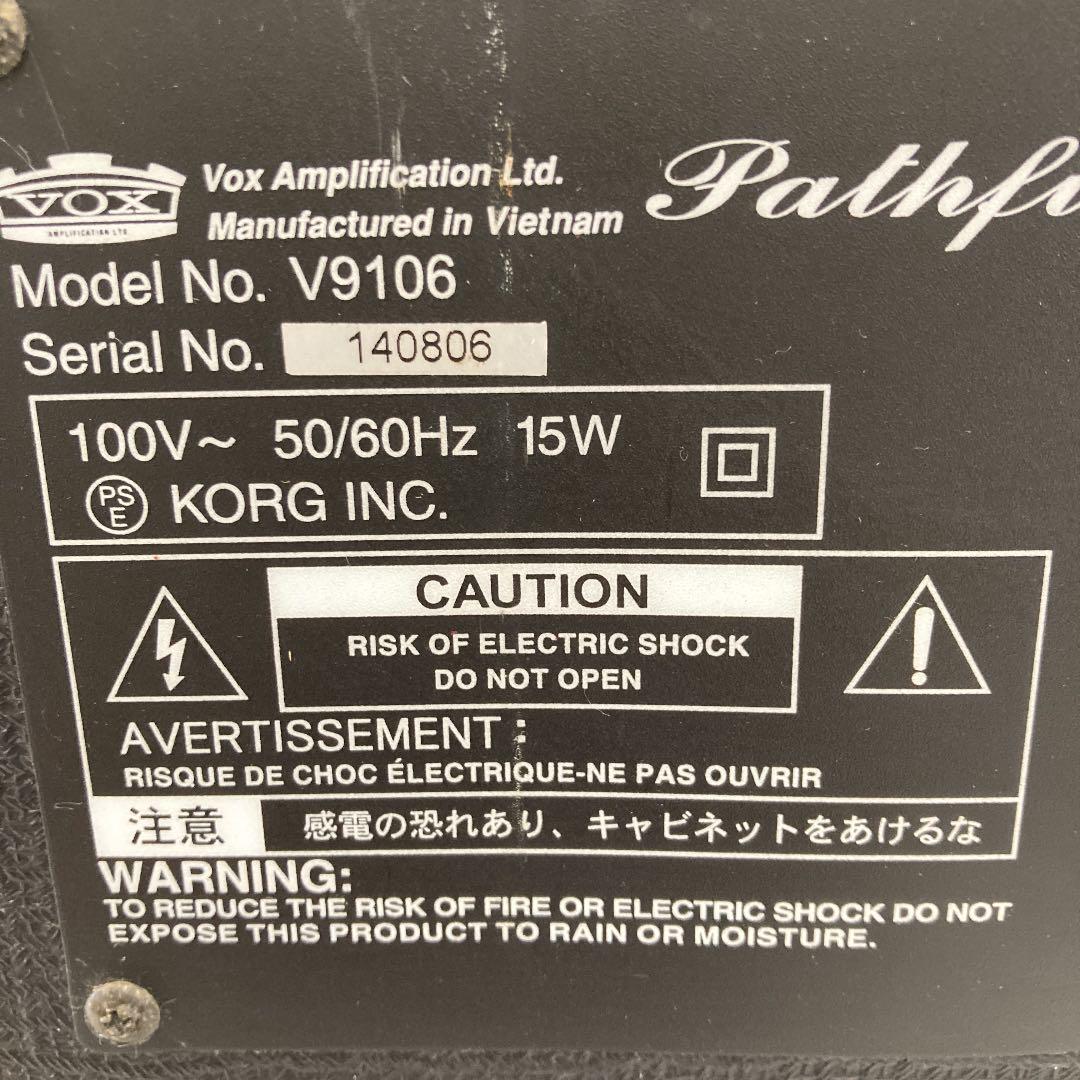 VOX
AMPLIFICATION LTD.
Vox Amplification Ltd.
Manufactured in Vietnam
Pathfi
Model No. V9106
Serial No. 140806
100V~ 50/60Hz 15W
PSE KORG INC.
CAUTION
RISK OF ELECTRIC SHOCK
DO NOT OPEN
AVERTISSEMENT :
RISQUE DE CHOC ÉLECTRIQUE-NE PAS OUVRIR
注意 感電の恐れあり、キャビネットをあけるな
WARNING:
TO REDUCE THE RISK OF FIRE OR ELECTRIC SHOCK DO NOT
EXPOSE THIS PRODUCT TO RAIN OR MOISTURE.